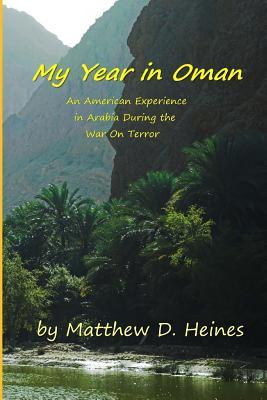 My Year in Oman
An American Experience
in Arabia During the
War On Terror
by Matthew D. Heines